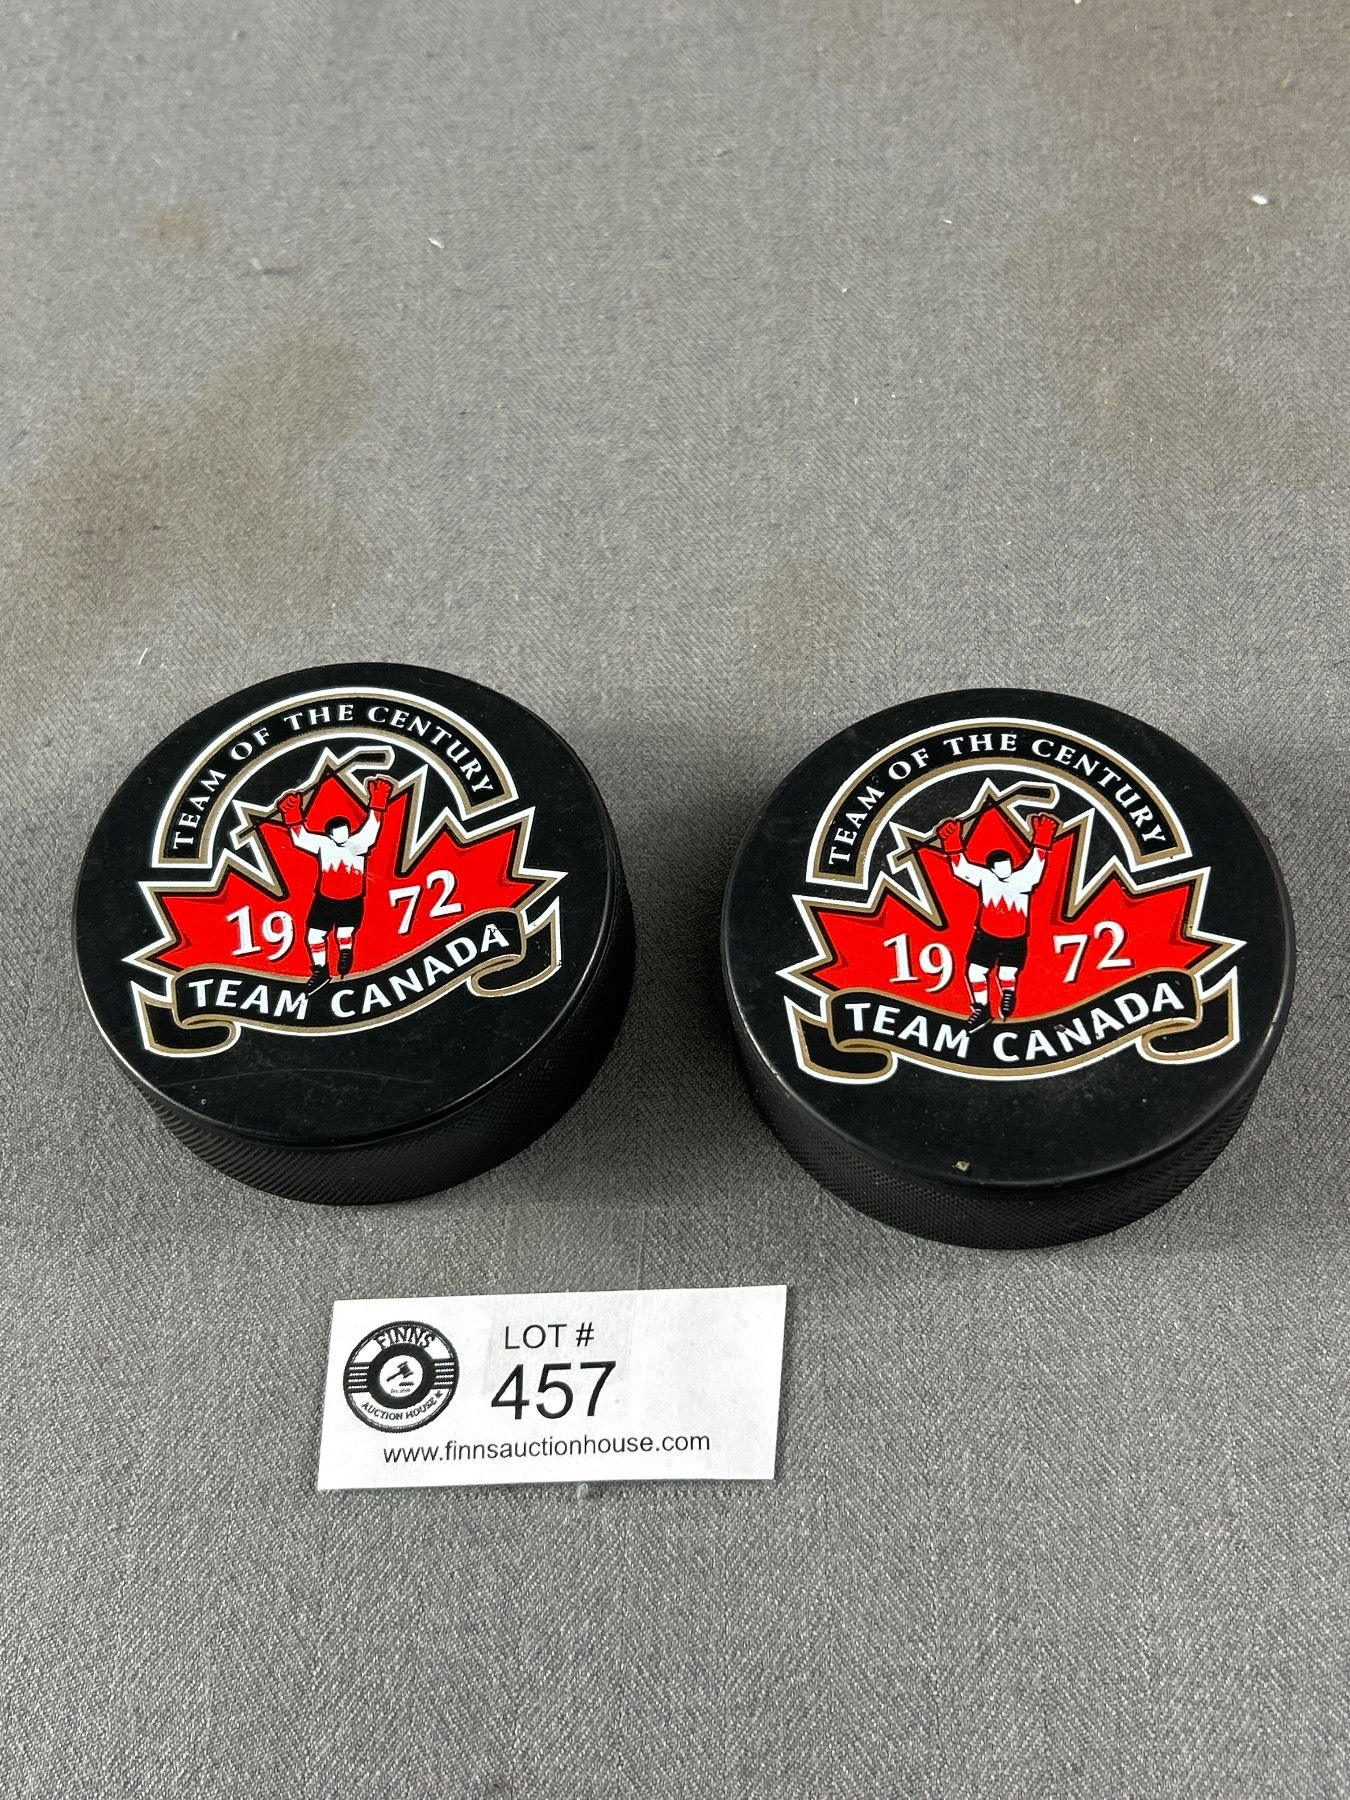 TEAM OF THE CENTURY
19 72
TEAM CANADA
TEAM OF THE CENTURY
19 72
TEAM CANADA
FINNS
AUCTION HOUSE
LOT #
457
www.finnsauctionhouse.com